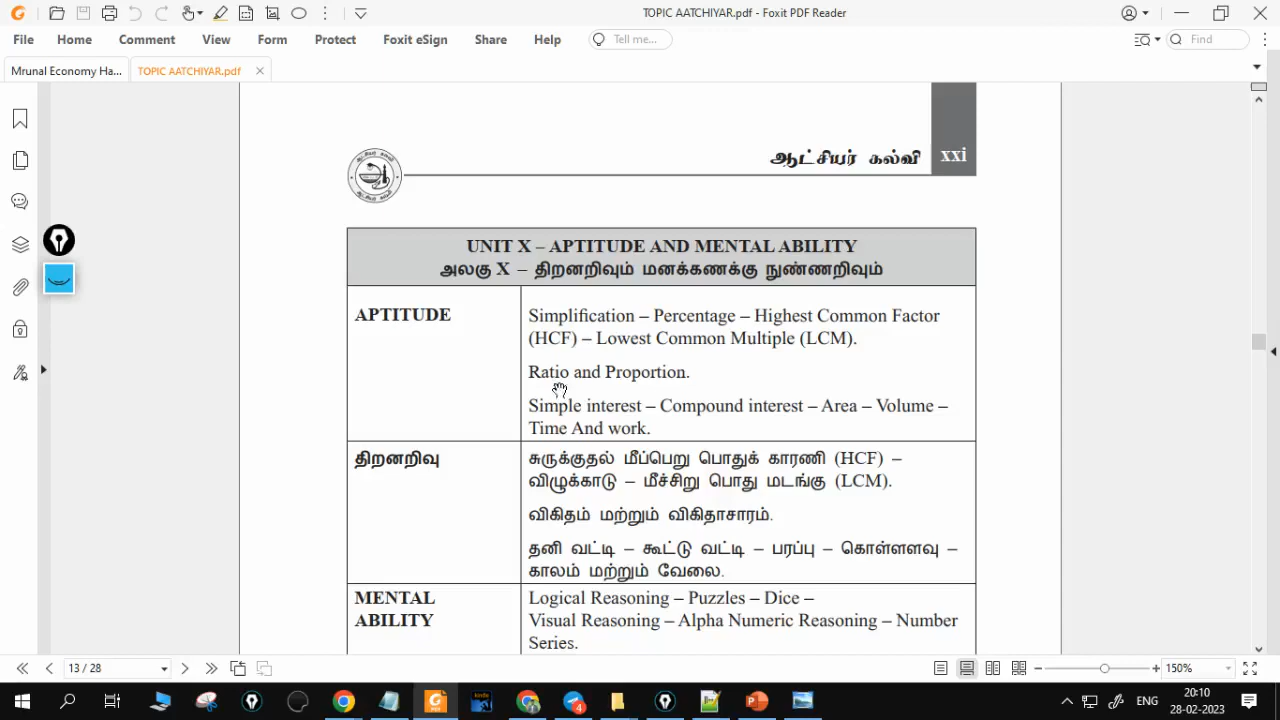 TOPIC AATCHIYAR.pdf - Foxit PDF Reader
File Home Comment View Form Protect Foxit eSign Share Help Tell me... Find
Mrunal Economy Ha... TOPIC AATCHIYAR.pdf
ஆட்சியர் கல்வி xxi
UNIT X – APTITUDE AND MENTAL ABILITY
அலகு X – திறனறிவும் மனக்கணக்கு நுண்ணறிவும்
APTITUDE
Simplification – Percentage – Highest Common Factor
(HCF) – Lowest Common Multiple (LCM).
Ratio and Proportion.
Simple interest – Compound interest – Area – Volume –
Time And work.
திறனறிவு
சுருக்குதல் மீப்பெறு பொதுக் காரணி (HCF) –
விழுக்காடு – மீச்சிறு பொது மடங்கு (LCM).
விகிதம் மற்றும் விகிதாசாரம்.
தனி வட்டி – கூட்டு வட்டி – பரப்பு – கொள்ளளவு –
காலம் மற்றும் வேலை.
MENTAL
ABILITY
Logical Reasoning – Puzzles – Dice –
Visual Reasoning – Alpha Numeric Reasoning – Number
Series.
13 / 28 150%
ENG
20:10
28-02-2023